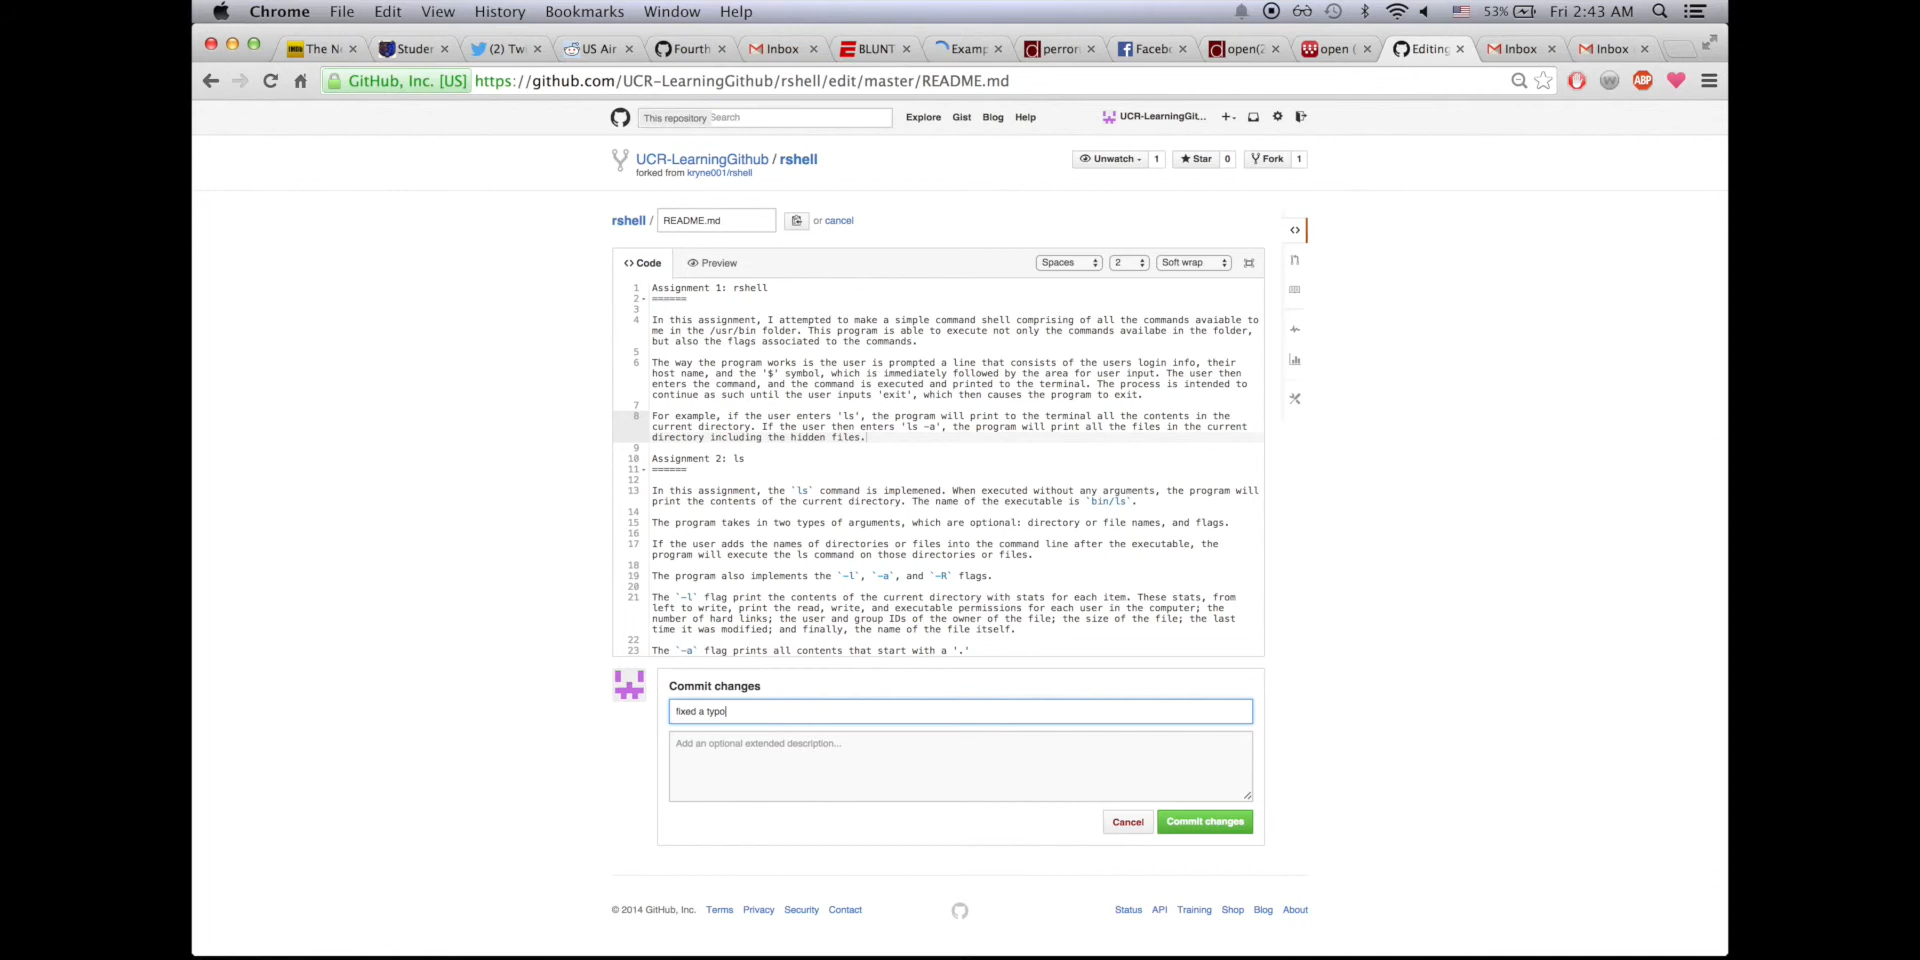 Chrome File Edit View History Bookmarks Window Help 53% Fri 2:43 AM
IMDb The N Studer (2) Twi US Air Fourth Inbox BLUNT Examp perror Facebo open(2 open ( Editing Inbox Inbox
GitHub, Inc. [US] https://github.com/UCR-LearningGithub/rshell/edit/master/README.md ABP
This repository Search Explore Gist Blog Help UCR-LearningGit...
UCR-LearningGithub / rshell Unwatch 1 Star 0 Fork 1
forked from kryne001/rshell
rshell / README.md or cancel
Code Preview Spaces 2 Soft wrap
1 Assignment 1: rshell
2 ======
3
4 In this assignment, I attempted to make a simple command shell comprising of all the commands avaiable to
me in the /usr/bin folder. This program is able to execute not only the commands availabe in the folder,
but also the flags associated to the commands.
5
6 The way the program works is the user is prompted a line that consists of the users login info, their
host name, and the '$' symbol, which is immediately followed by the area for user input. The user then
enters the command, and the command is executed and printed to the terminal. The process is intended to
continue as such until the user inputs 'exit', which then causes the program to exit.
7
8 For example, if the user enters 'ls', the program will print to the terminal all the contents in the
current directory. If the user then enters 'ls -a', the program will print all the files in the current
directory including the hidden files.
9
10 Assignment 2: ls
11 ======
12
13 In this assignment, the `ls` command is implemened. When executed without any arguments, the program will
print the contents of the current directory. The name of the executable is `bin/ls`.
14
15 The program takes in two types of arguments, which are optional: directory or file names, and flags.
16
17 If the user adds the names of directories or files into the command line after the executable, the
program will execute the ls command on those directories or files.
18
19 The program also implements the `-l`, `-a`, and `-R` flags.
20
21 The `-l` flag print the contents of the current directory with stats for each item. These stats, from
left to write, print the read, write, and executable permissions for each user in the computer; the
number of hard links; the user and group IDs of the owner of the file; the size of the file; the last
time it was modified; and finally, the name of the file itself.
22
23 The `-a` flag prints all contents that start with a '.'
Commit changes
fixed a typo
Add an optional extended description...
Cancel Commit changes
© 2014 GitHub, Inc. Terms Privacy Security Contact Status API Training Shop Blog About